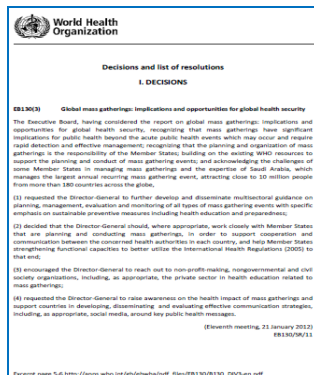 World Health
Organization
Decisions and list of resolutions
I. DECISIONS
EB130(3) Global mass gatherings: implications and opportunities for global health security
The Executive Board, having considered the report on global mass gatherings: implications and
opportunities for global health security, recognizing that mass gatherings have significant
implications for public health beyond the acute public health events which may occur and require
rapid detection and effective management; recognizing that the planning and organization of mass
gatherings is the responsibility of the Member States; building on the existing WHO resources to
support the planning and conduct of mass gathering events; and acknowledging the challenges of
some Member States in managing mass gatherings and the expertise of Saudi Arabia, which
manages the largest annual recurring mass gathering event, attracting close to 10 million people
from more than 180 countries across the globe,
(1) requested the Director-General to further develop and disseminate multisectoral guidance on
planning, management, evaluation and monitoring of all types of mass gathering events with specific
emphasis on sustainable preventive measures including health education and preparedness;
(2) decided that the Director-General should, where appropriate, work closely with Member States
that are planning and conducting mass gatherings, in order to support cooperation and
communication between the concerned health authorities in each country, and help Member States
strengthening functional capacities to better utilize the International Health Regulations (2005) to
that end;
(3) encouraged the Director-General to reach out to non-profit-making, nongovernmental and civil
society organizations, including, as appropriate, the private sector in health education related to
mass gatherings;
(4) requested the Director-General to raise awareness on the health impact of mass gatherings and
support countries in developing, disseminating and evaluating effective communication strategies,
including, as appropriate, social media, around key public health messages.
(Eleventh meeting, 21 January 2012)
EB130/SR/11